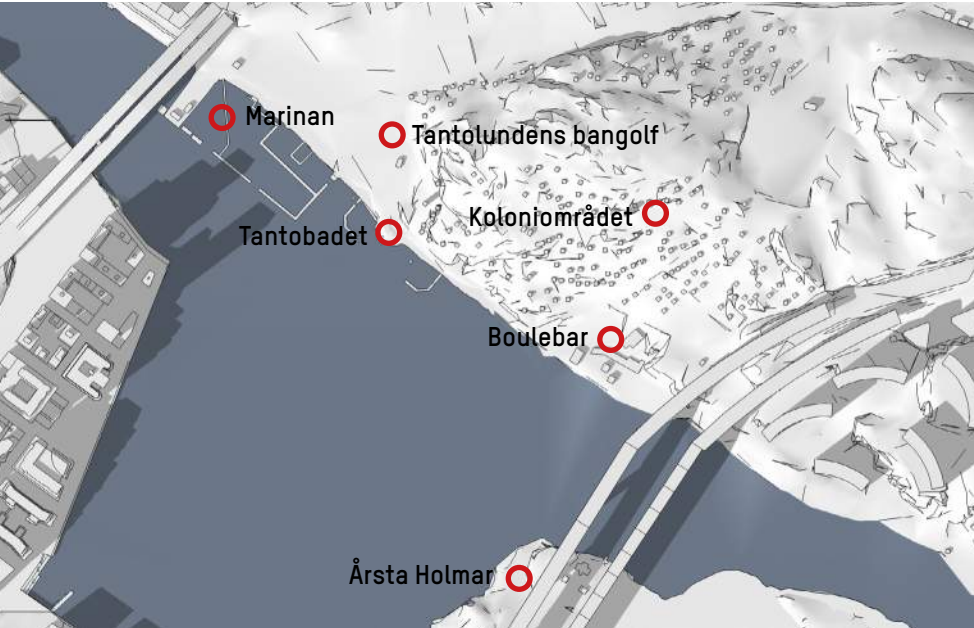 Marinan
Tantolundens bangolf
Koloniområdet
Tantobadet
Boulebar
Årsta Holmar